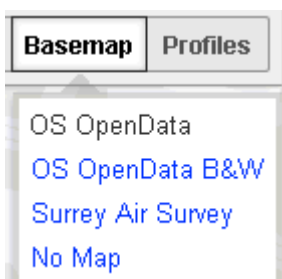 Basemap Profiles
OS OpenData
OS OpenData B&W
Surrey Air Survey
No Map